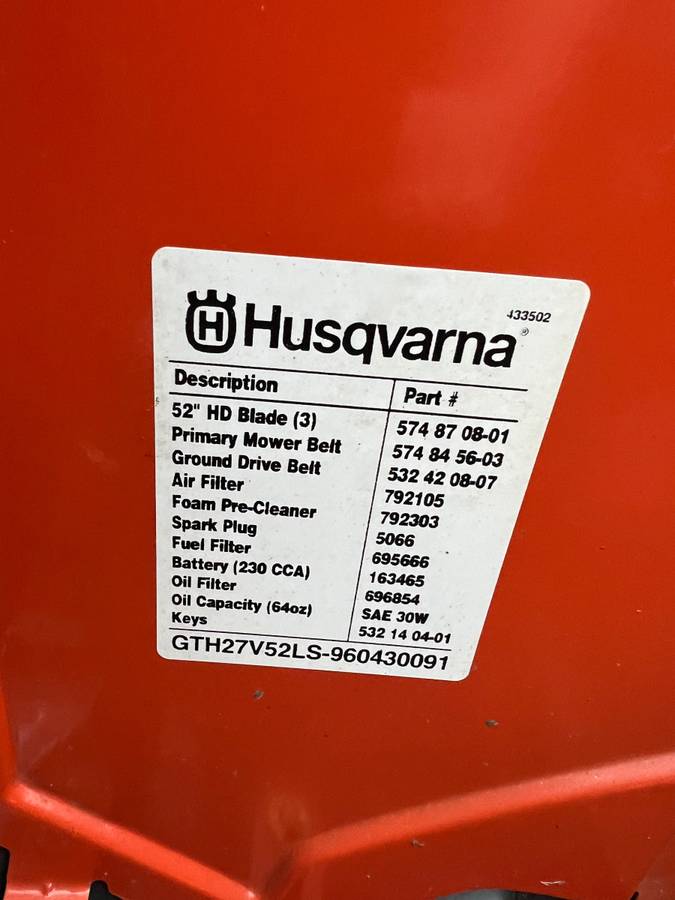 433502
H Husqvarna®
Description Part #
52" HD Blade (3) 574 87 08-01
Primary Mower Belt 574 84 56-03
Ground Drive Belt 532 42 08-07
Air Filter 792105
Foam Pre-Cleaner 792303
Spark Plug 5066
Fuel Filter 695666
Battery (230 CCA) 163465
Oil Filter 696854
Oil Capacity (64oz) SAE 30W
Keys 532 14 04-01
GTH27V52LS-960430091